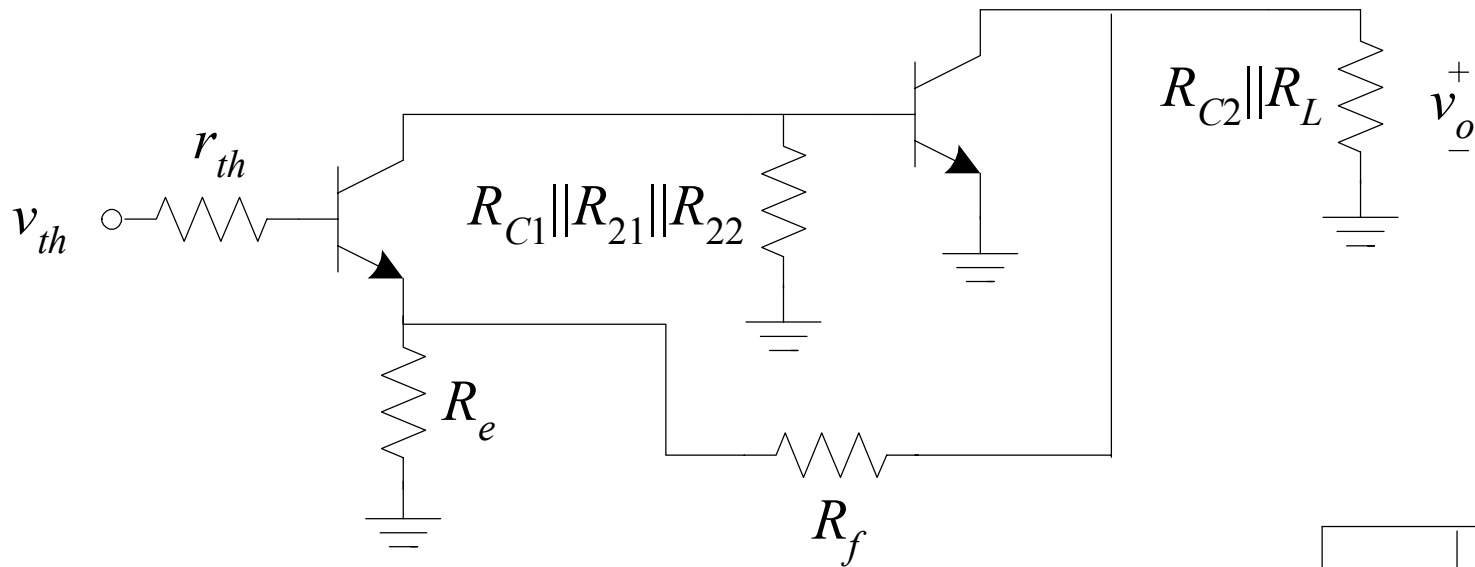 r_th
v_th
R_C1||R_21||R_22
R_C2||R_L
+
v_o
−
R_e
R_f